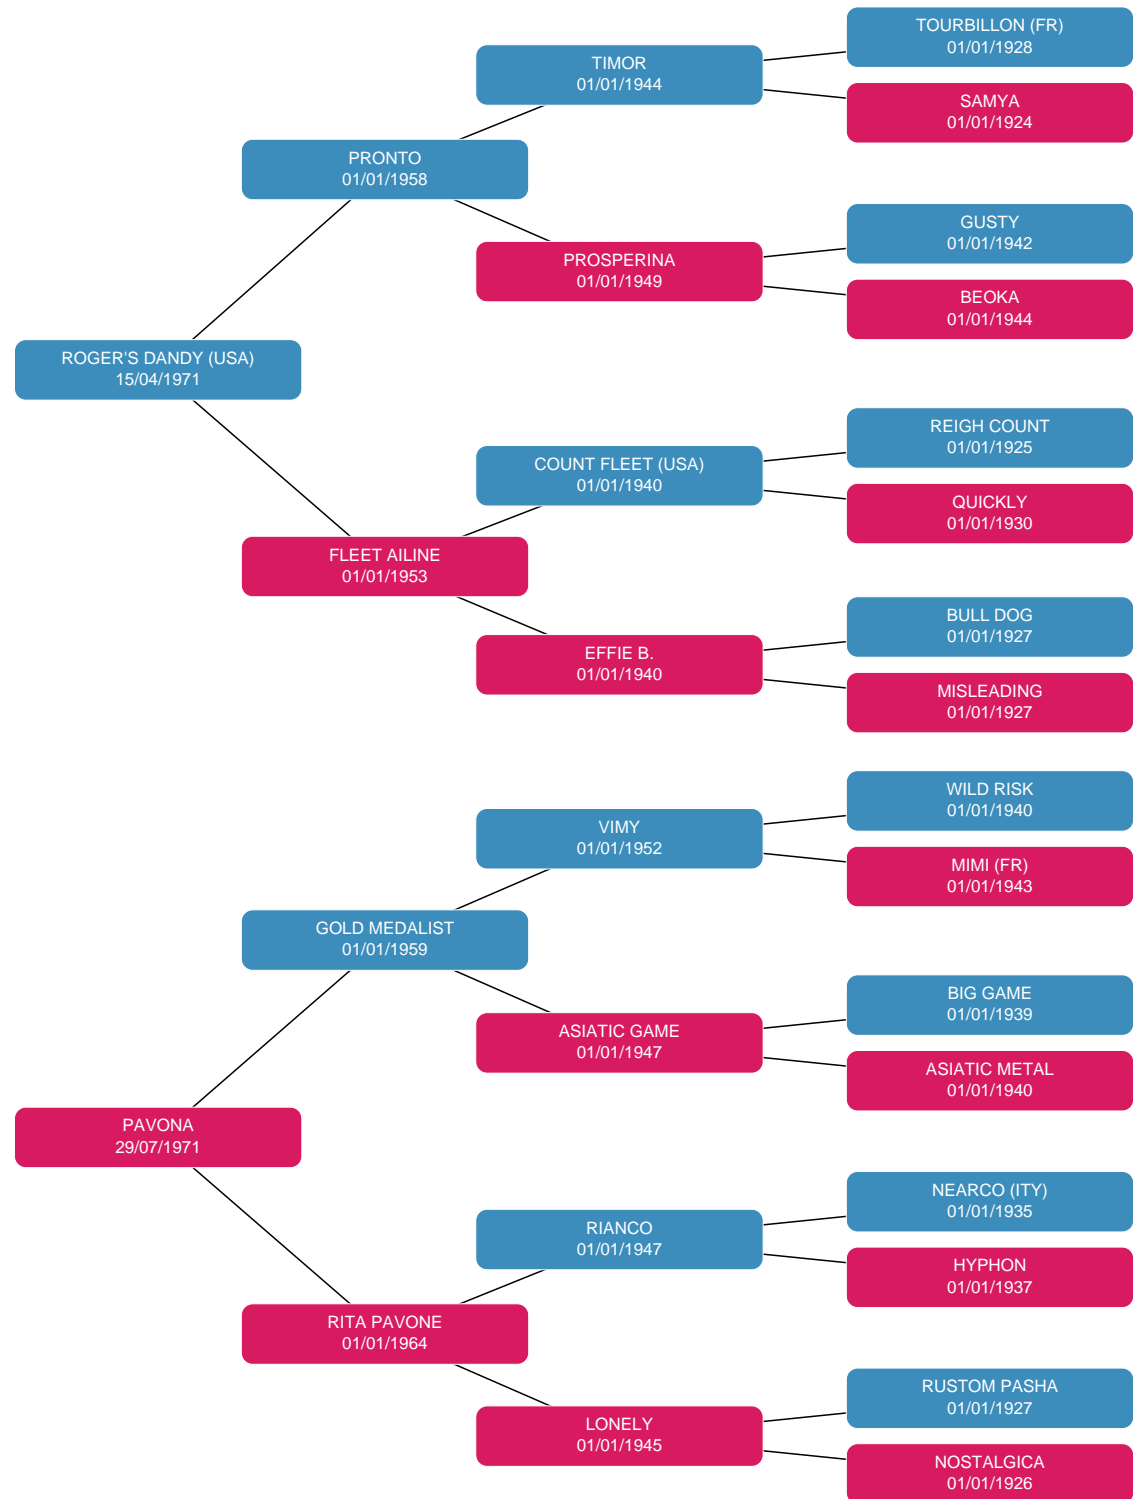 TOURBILLON (FR)
01/01/1928
TIMOR
01/01/1944
SAMYA
01/01/1924
PRONTO
01/01/1958
GUSTY
01/01/1942
PROSPERINA
01/01/1949
BEOKA
01/01/1944
ROGER'S DANDY (USA)
15/04/1971
REIGH COUNT
01/01/1925
COUNT FLEET (USA)
01/01/1940
QUICKLY
01/01/1930
FLEET AILINE
01/01/1953
BULL DOG
01/01/1927
EFFIE B.
01/01/1940
MISLEADING
01/01/1927
WILD RISK
01/01/1940
VIMY
01/01/1952
MIMI (FR)
01/01/1943
GOLD MEDALIST
01/01/1959
BIG GAME
01/01/1939
ASIATIC GAME
01/01/1947
ASIATIC METAL
01/01/1940
PAVONA
29/07/1971
NEARCO (ITY)
01/01/1935
RIANCO
01/01/1947
HYPHON
01/01/1937
RITA PAVONE
01/01/1964
RUSTOM PASHA
01/01/1927
LONELY
01/01/1945
NOSTALGICA
01/01/1926